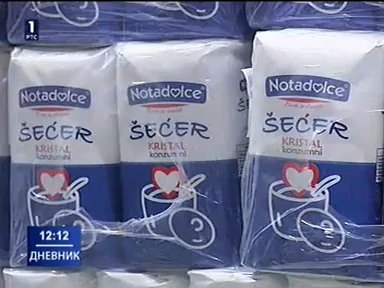 1
РТС
Notadolce
ŠEĆER
KRISTAL
konzumni
Notadolce
ŠEĆER
KRISTAL
konzumni
Notadolce
ŠEĆER
KRISTAL
konzumni
12:12
ДНЕВНИК